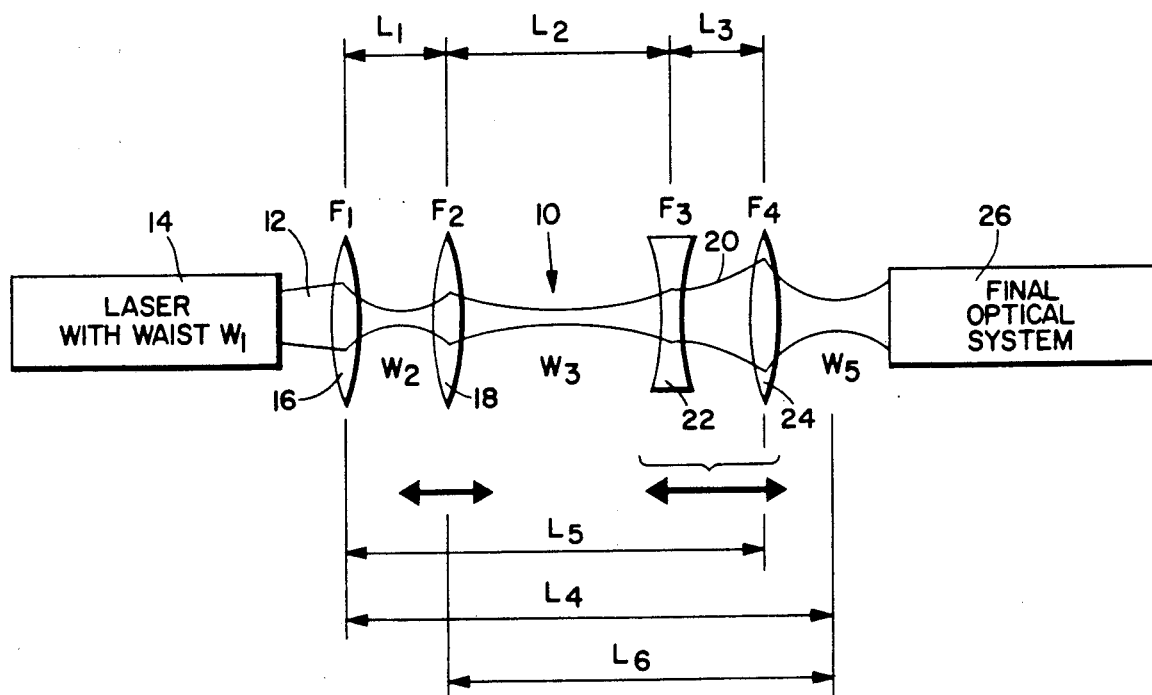 L1 L2 L3
14 12 F1 F2 10 F3 20 F4 26
LASER
WITH WAIST W1
FINAL
OPTICAL
SYSTEM
16 W2 18 W3 22 24 W5
L5
L4
L6